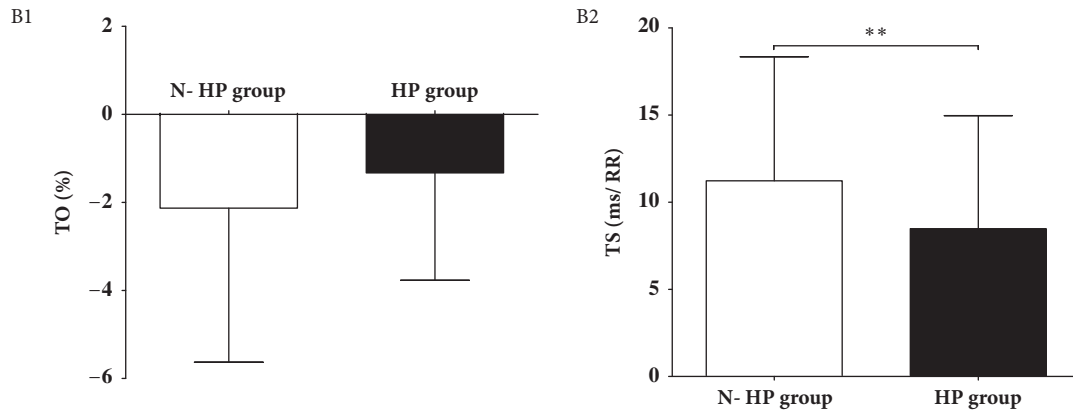 B1
2
N- HP group
HP group
0
−2
−4
−6
TO (%)
B2
20
**
15
10
5
0
TS (ms/ RR)
N- HP group
HP group